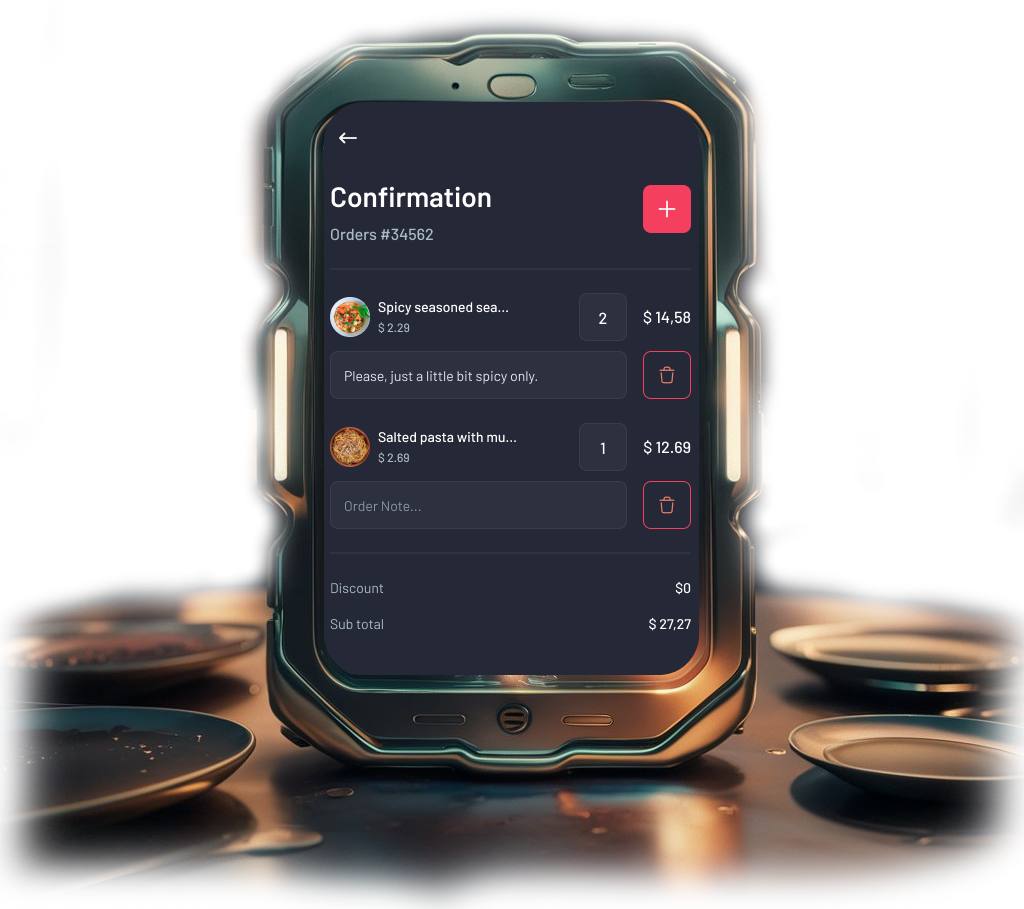 Confirmation
Orders #34562
Spicy seasoned sea...
$ 2.29
2
$ 14,58
Please, just a little bit spicy only.
Salted pasta with mu...
$ 2.69
1
$ 12.69
Order Note...
Discount
$0
Sub total
$ 27,27